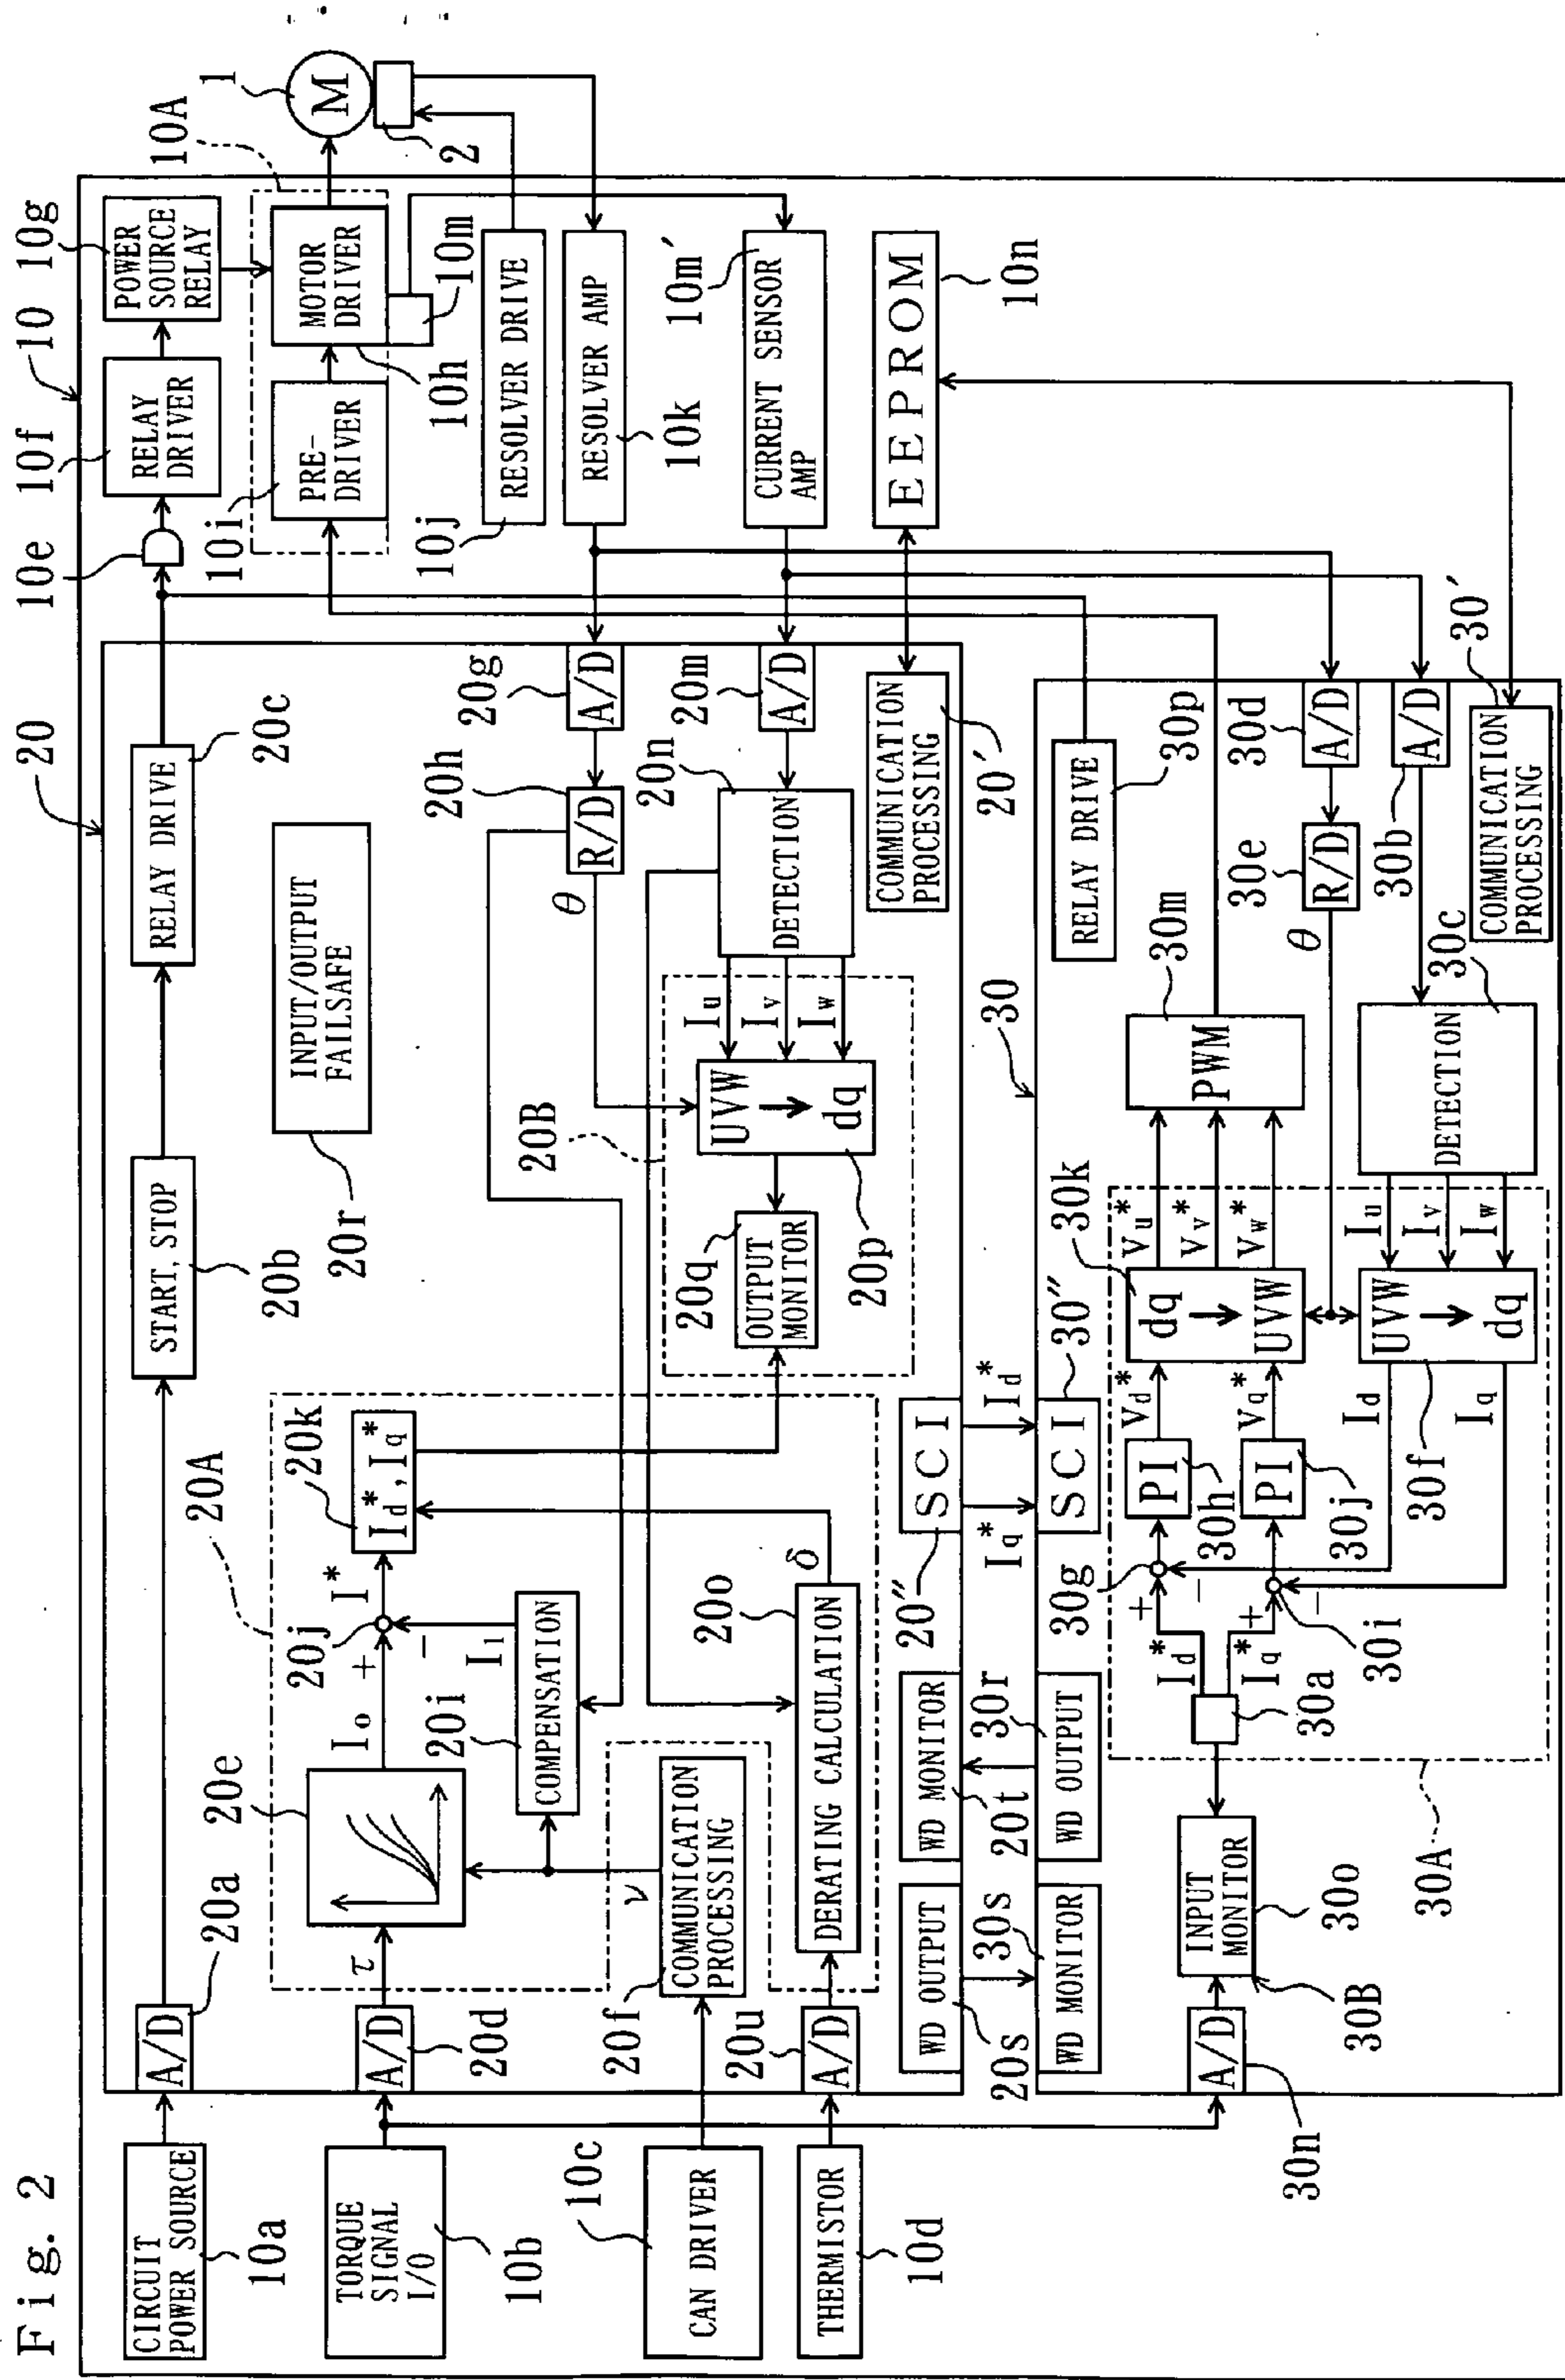 Fig. 2
10
10e
10f
10g
RELAY
DRIVER
POWER
SOURCE
RELAY
10A
1
M
2
10i
PRE-
DRIVER
MOTOR
DRIVER
10h
10m
10j
RESOLVER DRIVE
RESOLVER AMP
10k
CURRENT SENSOR
AMP
10m′
EEPROM
10n
CIRCUIT
POWER SOURCE
10a
TORQUE
SIGNAL
I/O
10b
10c
CAN DRIVER
THERMISTOR
10d
20
A/D
20a
START, STOP
20b
RELAY DRIVE
20c
INPUT/OUTPUT
FAILSAFE
20r
20A
A/D
20d
τ
20e
Io
+
20j
−
I*
20k
Id*, Iq*
I1
20i
COMPENSATION
ν
20f
COMMUNICATION
PROCESSING
20u
A/D
DERATING CALCULATION
20o
δ
20g
A/D
20h
R/D
θ
20m
A/D
20n
DETECTION
Iu
Iv
Iw
20B
UVW
dq
20p
20q
OUTPUT
MONITOR
COMMUNICATION
PROCESSING
20′
WD OUTPUT
20s
WD MONITOR
20t
SCI
20″
Iq*
Id*
30
30s
WD MONITOR
30r
WD OUTPUT
SCI
30″
RELAY DRIVE
30p
A/D
30n
INPUT
MONITOR
30o
30B
30A
30a
Id*
Iq*
+
−
30g
+
−
30i
PI
30h
PI
30j
Vd*
Vq*
30k
dq
UVW
Vu*
Vv*
Vw*
PWM
30m
Id
Iq
30f
UVW
dq
Iu
Iv
Iw
DETECTION
30c
θ
30e
R/D
30d
A/D
30b
A/D
COMMUNICATION
PROCESSING
30′